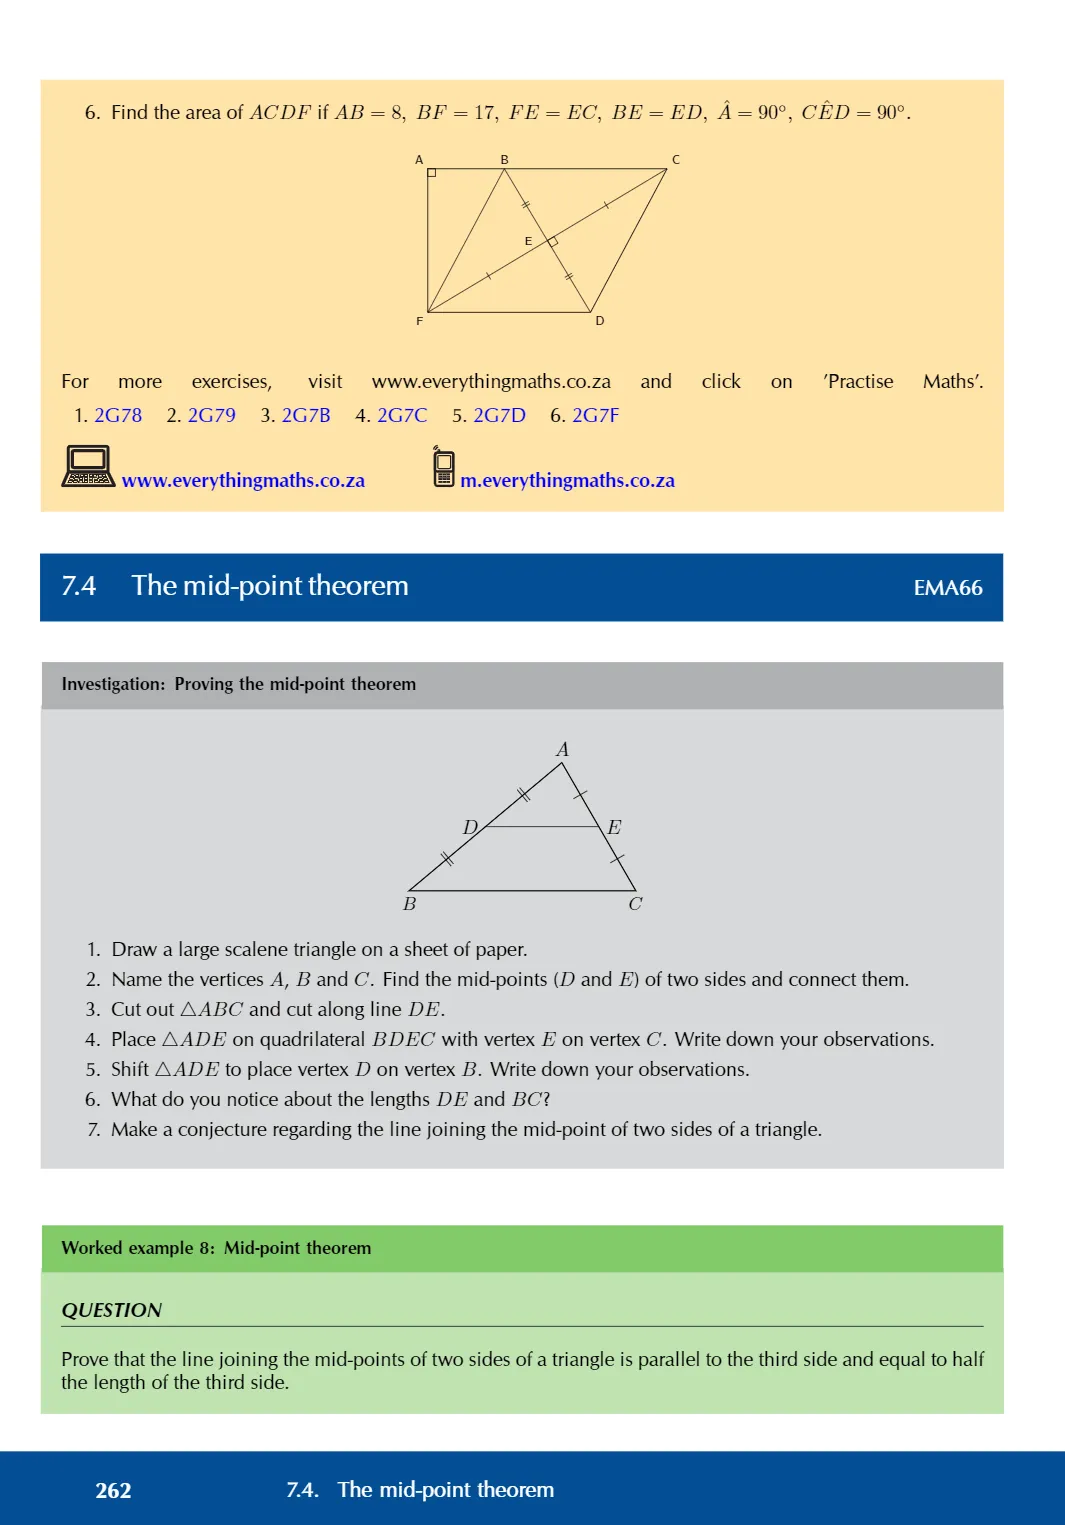 6. Find the area of ACDF if AB = 8, BF = 17, FE = EC, BE = ED, Â = 90°, CÊD = 90°.
A B C
E
F D
For more exercises, visit www.everythingmaths.co.za and click on ’Practise Maths’.
1. 2G78 2. 2G79 3. 2G7B 4. 2G7C 5. 2G7D 6. 2G7F
www.everythingmaths.co.za m.everythingmaths.co.za
7.4 The mid-point theorem EMA66
Investigation: Proving the mid-point theorem
A
D E
B C
1. Draw a large scalene triangle on a sheet of paper.
2. Name the vertices A, B and C. Find the mid-points (D and E) of two sides and connect them.
3. Cut out △ABC and cut along line DE.
4. Place △ADE on quadrilateral BDEC with vertex E on vertex C. Write down your observations.
5. Shift △ADE to place vertex D on vertex B. Write down your observations.
6. What do you notice about the lengths DE and BC?
7. Make a conjecture regarding the line joining the mid-point of two sides of a triangle.
Worked example 8: Mid-point theorem
QUESTION
Prove that the line joining the mid-points of two sides of a triangle is parallel to the third side and equal to half
the length of the third side.
262 7.4. The mid-point theorem